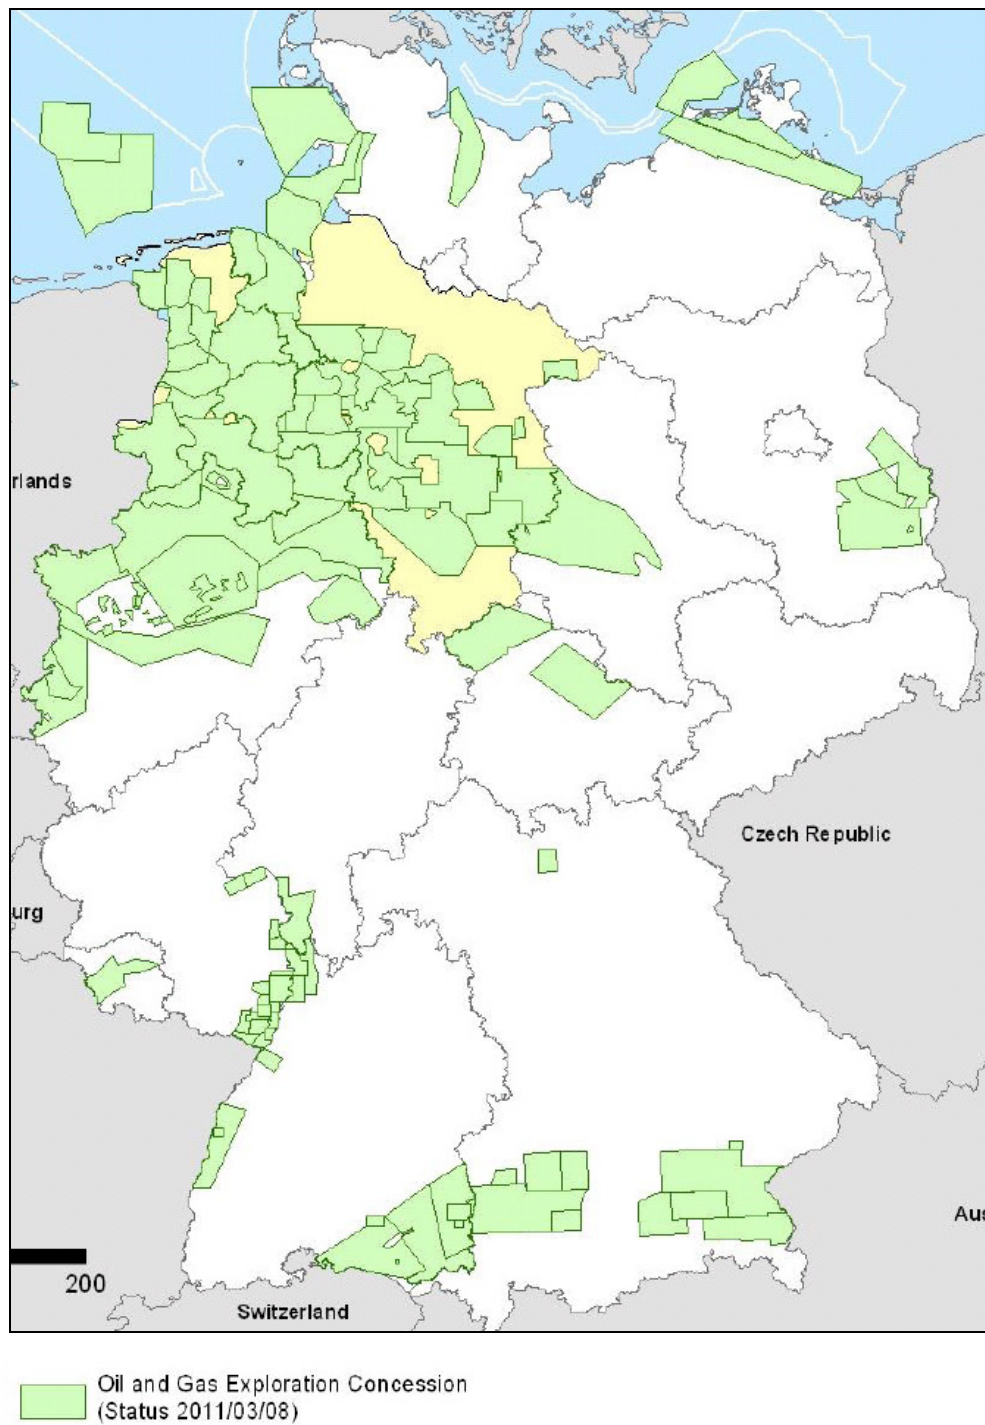 rlands
Czech Republic
urg
Aus
200
Switzerland
Oil and Gas Exploration Concession
(Status 2011/03/08)